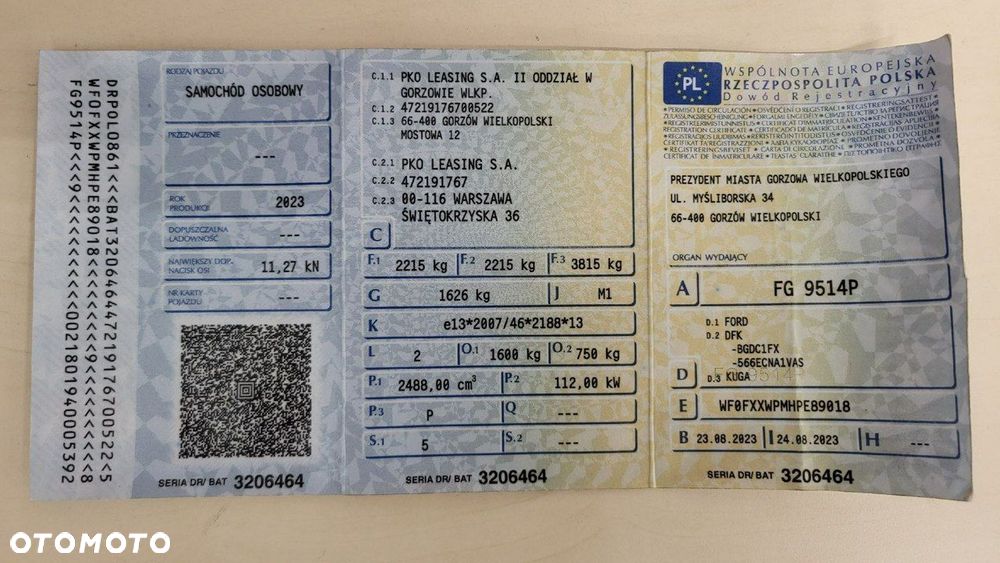 DRPOL0861<<BAT320646447219176700522<5
WF0FXXWPMHPE89018<<<<<<<9<<<<<<<<<<8
FG9514P<<<9<<<<<<<<<0021801940005392
RODZAJ POJAZDU
SAMOCHÓD OSOBOWY
PRZEZNACZENIE
---
ROK PRODUKCJI 2023
DOPUSZCZALNA ŁADOWNOŚĆ ---
NAJWIĘKSZY DOP. NACISK OSI 11,27 kN
NR KARTY POJAZDU ---
SERIA DR/ BAT 3206464
C.1.1 PKO LEASING S.A. II ODDZIAŁ W
GORZOWIE WLKP.
C.1.2 47219176700522
C.1.3 66-400 GORZÓW WIELKOPOLSKI
MOSTOWA 12
C.2.1 PKO LEASING S.A.
C.2.2 472191767
C.2.3 00-116 WARSZAWA
ŚWIĘTOKRZYSKA 36
C
F.1 2215 kg F.2 2215 kg F.3 3815 kg
G 1626 kg J M1
K e13*2007/46*2188*13
L 2 O.1 1600 kg O.2 750 kg
P.1 2488,00 cm³ P.2 112,00 kW
P.3 P Q ---
S.1 5 S.2 ---
SERIA DR/ BAT 3206464
PL
WSPÓLNOTA EUROPEJSKA
RZECZPOSPOLITA POLSKA
Dowód Rejestracyjny
PREZYDENT MIASTA GORZOWA WIELKOPOLSKIEGO
UL. MYŚLIBORSKA 34
66-400 GORZÓW WIELKOPOLSKI
ORGAN WYDAJĄCY
A FG 9514P
D.1 FORD
D.2 DFK
-BGDC1FX
-566ECNA1VAS
D D.3 KUGA
E WF0FXXWPMHPE89018
B 23.08.2023 I 24.08.2023 H ---
SERIA DR/ BAT 3206464
OTOMOTO